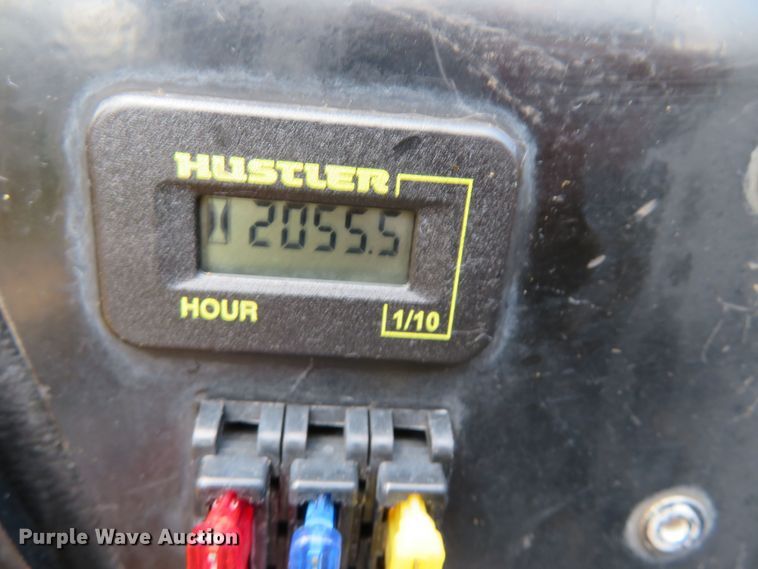 HUSTLER
2055.5
HOUR
1/10
Purple Wave Auction